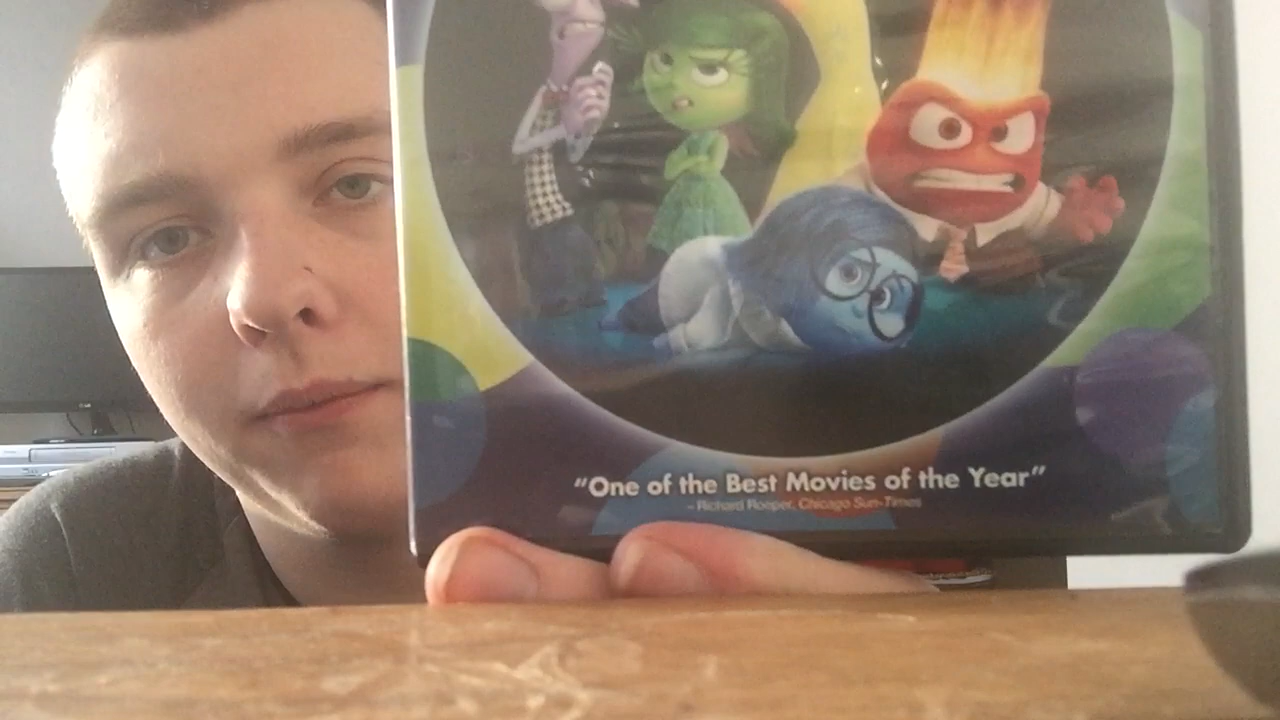 “One of the Best Movies of the Year”
– Richard Roeper, Chicago Sun-Times